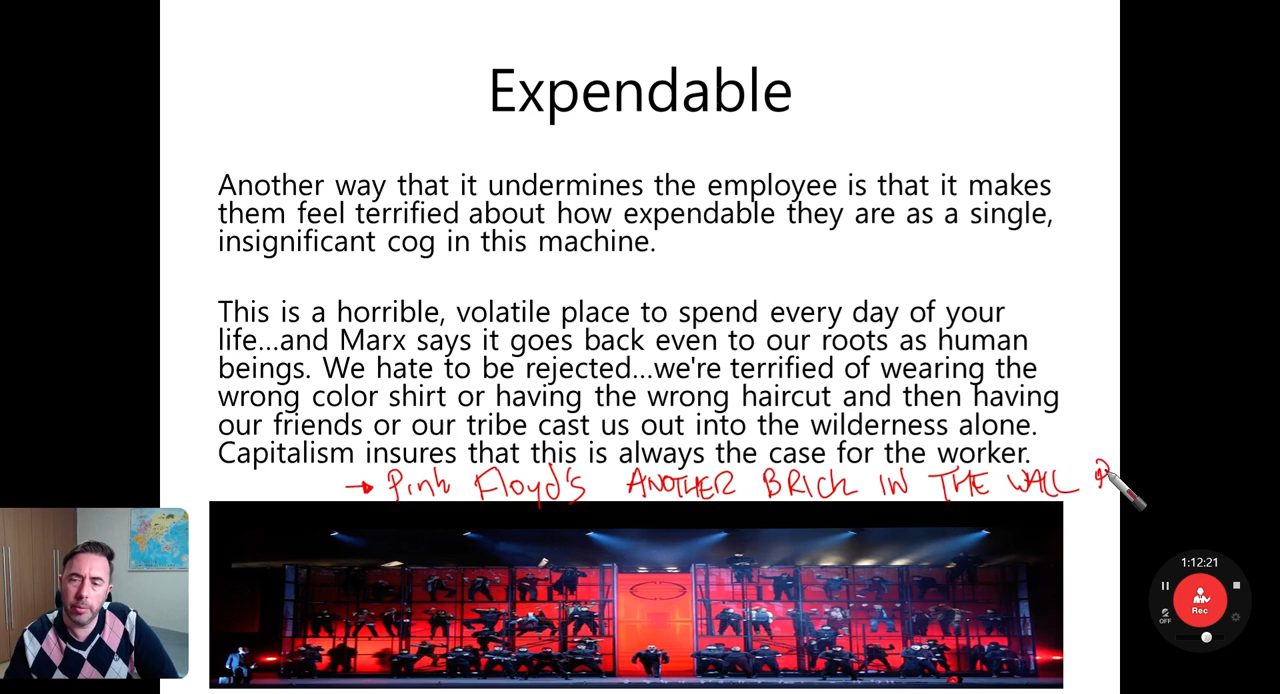 Expendable
Another way that it undermines the employee is that it makes
them feel terrified about how expendable they are as a single,
insignificant cog in this machine.
This is a horrible, volatile place to spend every day of your
life...and Marx says it goes back even to our roots as human
beings. We hate to be rejected...we're terrified of wearing the
wrong color shirt or having the wrong haircut and then having
our friends or our tribe cast us out into the wilderness alone.
Capitalism insures that this is always the case for the worker.
→ Pink Floyd's ANOTHER BRICK IN THE WALL
1:12:21
Rec
OFF